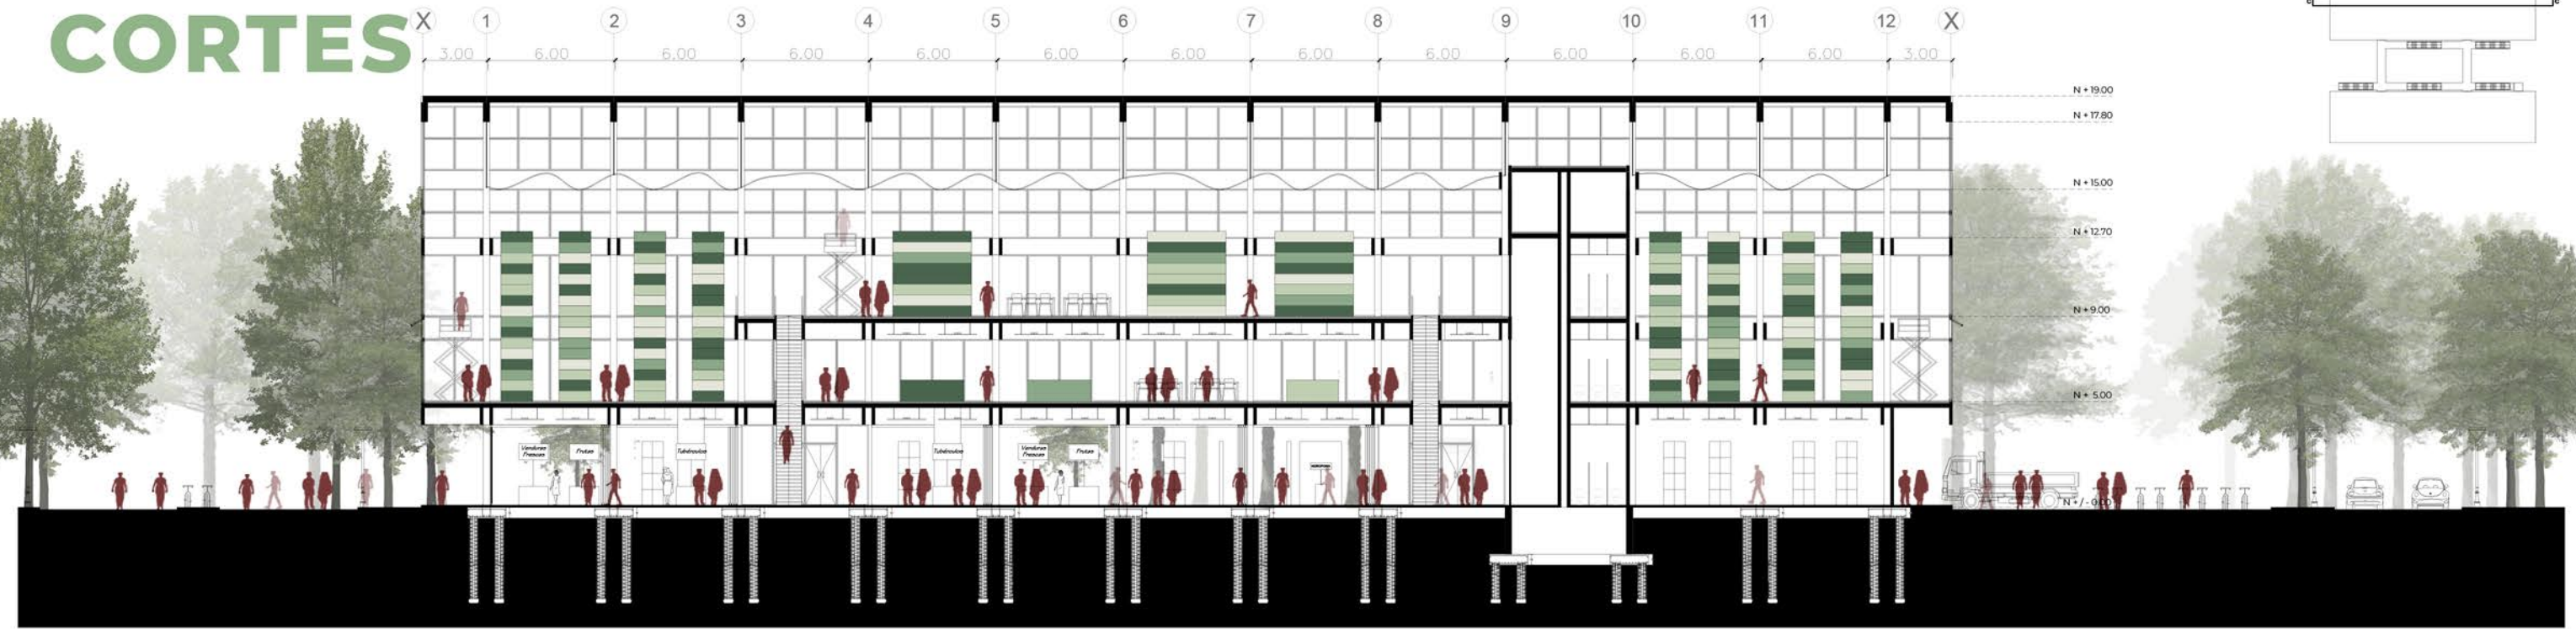 CORTES
X 1 2 3 4 5 6 7 8 9 10 11 12 X
3.00 6.00 6.00 6.00 6.00 6.00 6.00 6.00 6.00 6.00 6.00 6.00 3.00
N + 19.00
N + 17.80
N + 15.00
N + 12.70
N + 9.00
N + 5.00
Verduras Frescas
Frutas
Tubérculos
Tubérculos
Verduras Frescas
Frutas
N +/- 0.00